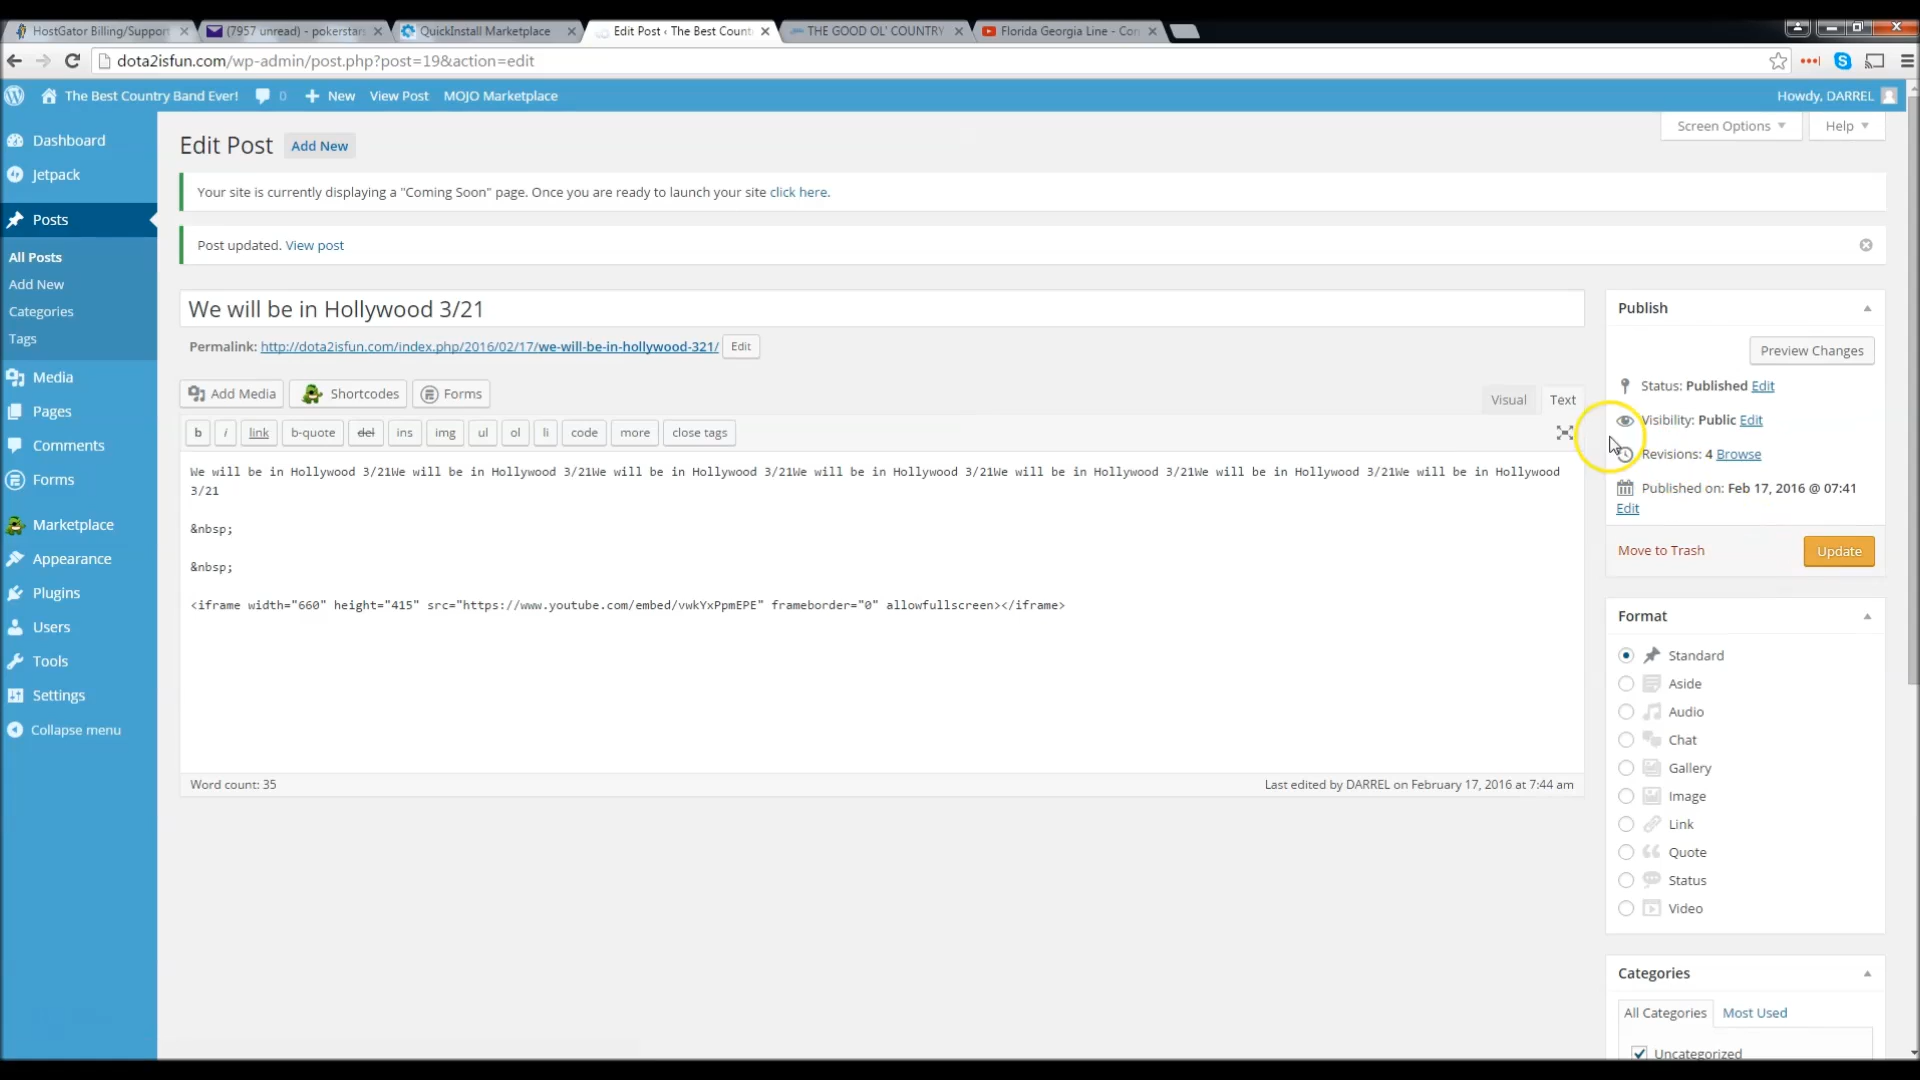 HostGator Billing/Support
(7957 unread) - pokerstar
QuickInstall Marketplace
Edit Post ‹ The Best Count
THE GOOD OL' COUNTRY
Florida Georgia Line - Con
dota2isfun.com/wp-admin/post.php?post=19&action=edit
The Best Country Band Ever!
0
New
View Post
MOJO Marketplace
Howdy, DARREL
Dashboard
Jetpack
Posts
All Posts
Add New
Categories
Tags
Media
Pages
Comments
Forms
Marketplace
Appearance
Plugins
Users
Tools
Settings
Collapse menu
Edit Post
Add New
Screen Options
Help
Your site is currently displaying a "Coming Soon" page. Once you are ready to launch your site click here.
Post updated. View post
We will be in Hollywood 3/21
Permalink: http://dota2isfun.com/index.php/2016/02/17/we-will-be-in-hollywood-321/
Edit
Add Media
Shortcodes
Forms
Visual
Text
b
i
link
b-quote
del
ins
img
ul
ol
li
code
more
close tags
We will be in Hollywood 3/21We will be in Hollywood 3/21We will be in Hollywood 3/21We will be in Hollywood 3/21We will be in Hollywood 3/21We will be in Hollywood 3/21We will be in Hollywood
3/21
&nbsp;
&nbsp;
<iframe width="660" height="415" src="https://www.youtube.com/embed/vwkYxPpmEPE" frameborder="0" allowfullscreen></iframe>
Word count: 35
Last edited by DARREL on February 17, 2016 at 7:44 am
Publish
Preview Changes
Status: Published Edit
Visibility: Public Edit
Revisions: 4 Browse
Published on: Feb 17, 2016 @ 07:41
Edit
Move to Trash
Update
Format
Standard
Aside
Audio
Chat
Gallery
Image
Link
Quote
Status
Video
Categories
All Categories
Most Used
Uncategorized